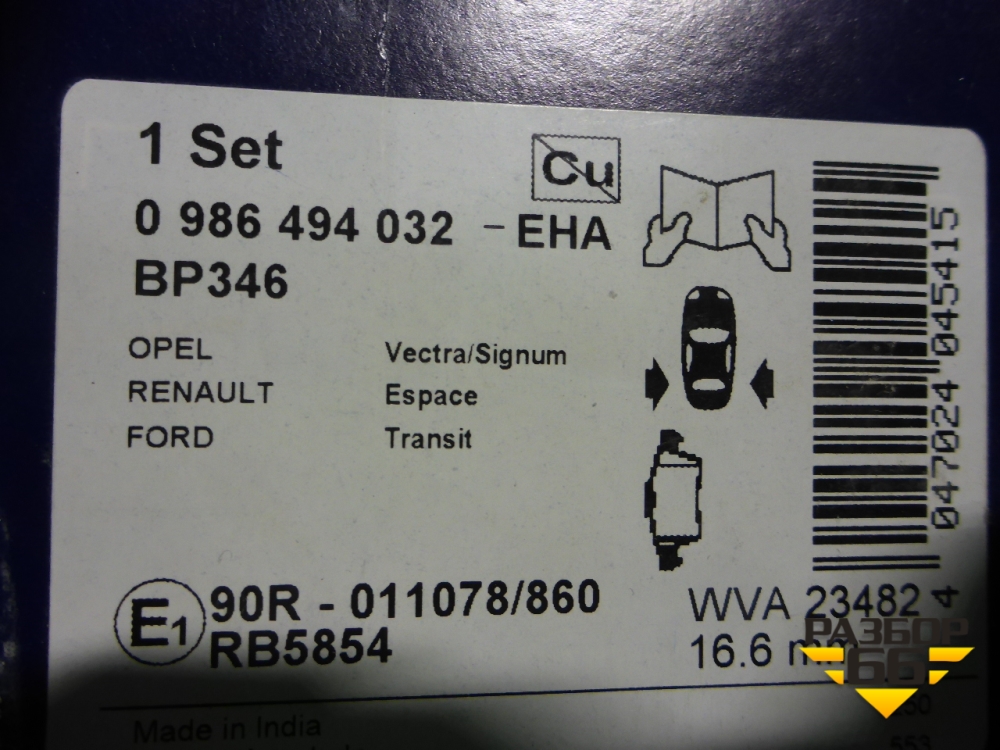 1 Set
Cu
0 986 494 032 - EHA
BP346
OPEL Vectra/Signum
RENAULT Espace
FORD Transit
047024 045415 4
E1 90R - 011078/860
RB5854
WVA 23482
16.6 mm
РАЗБОР
66
Made in India